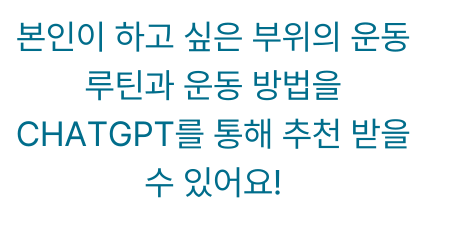 본인이 하고 싶은 부위의 운동
루틴과 운동 방법을
CHATGPT를 통해 추천 받을
수 있어요!